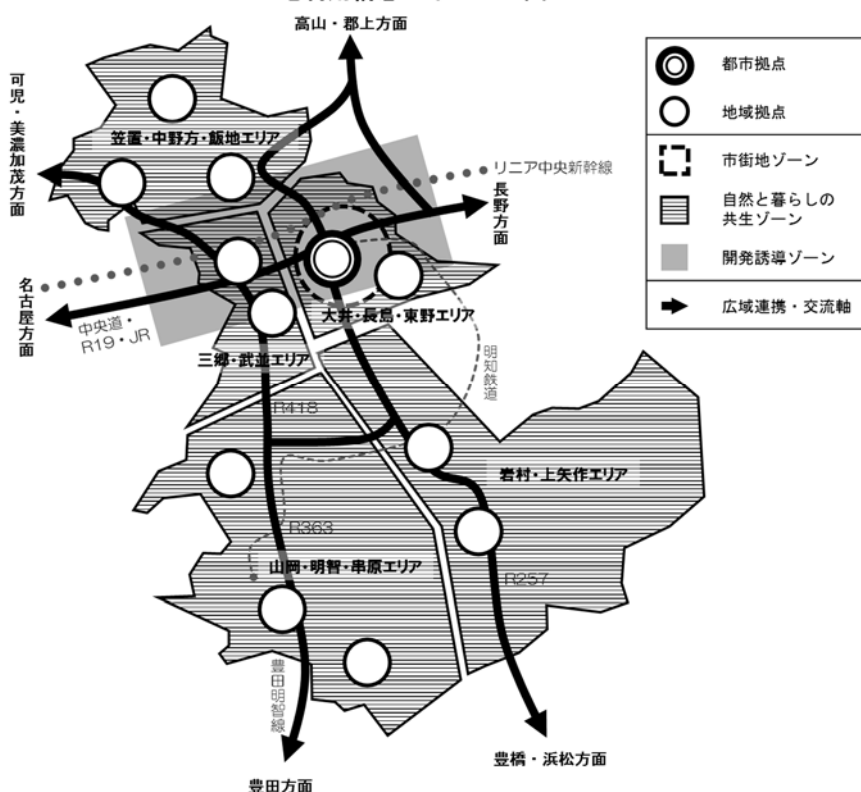 高山・郡上方面
可児・美濃加茂方面
笠置・中野方・飯地エリア
リニア中央新幹線
長野方面
名古屋方面
中央道・
R19・JR
大井・長島・東野エリア
三郷・武並エリア
明知鉄道
R418
岩村・上矢作エリア
R363
山岡・明智・串原エリア
R257
豊田明智線
豊田方面
豊橋・浜松方面
都市拠点
地域拠点
市街地ゾーン
自然と暮らしの
共生ゾーン
開発誘導ゾーン
広域連携・交流軸